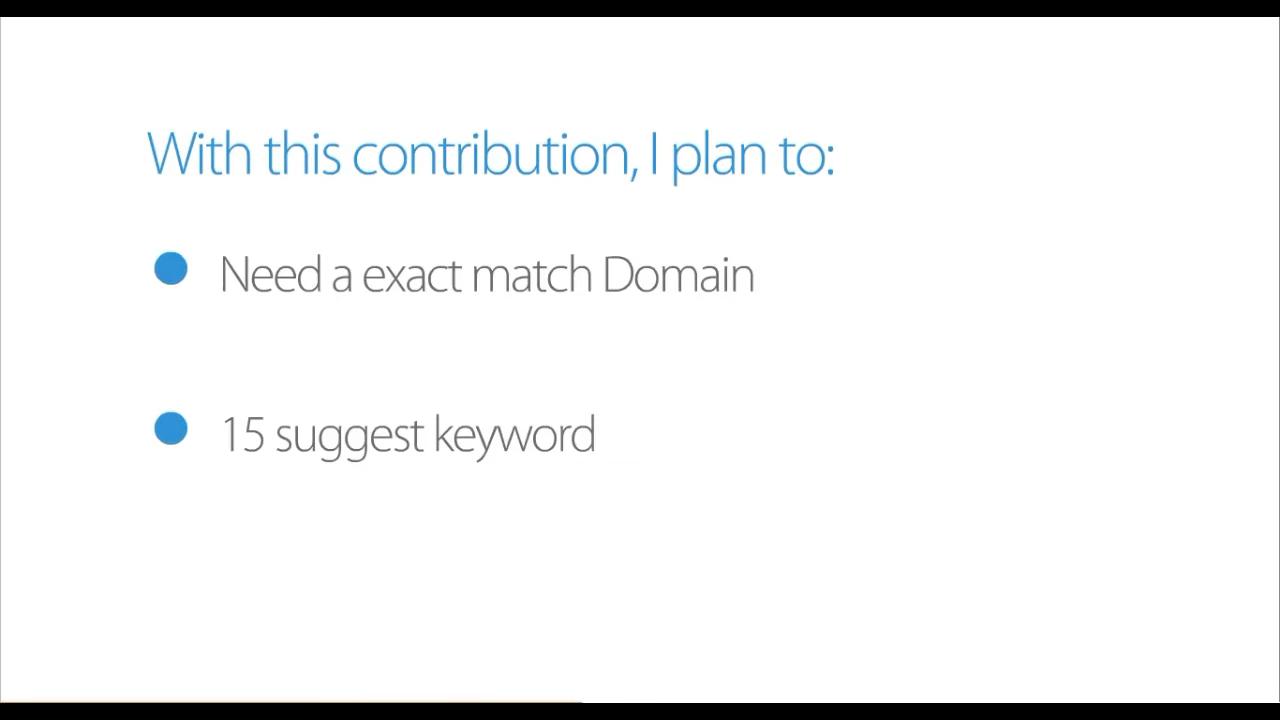 With this contribution, I plan to:
Need a exact match Domain
15 suggest keyword